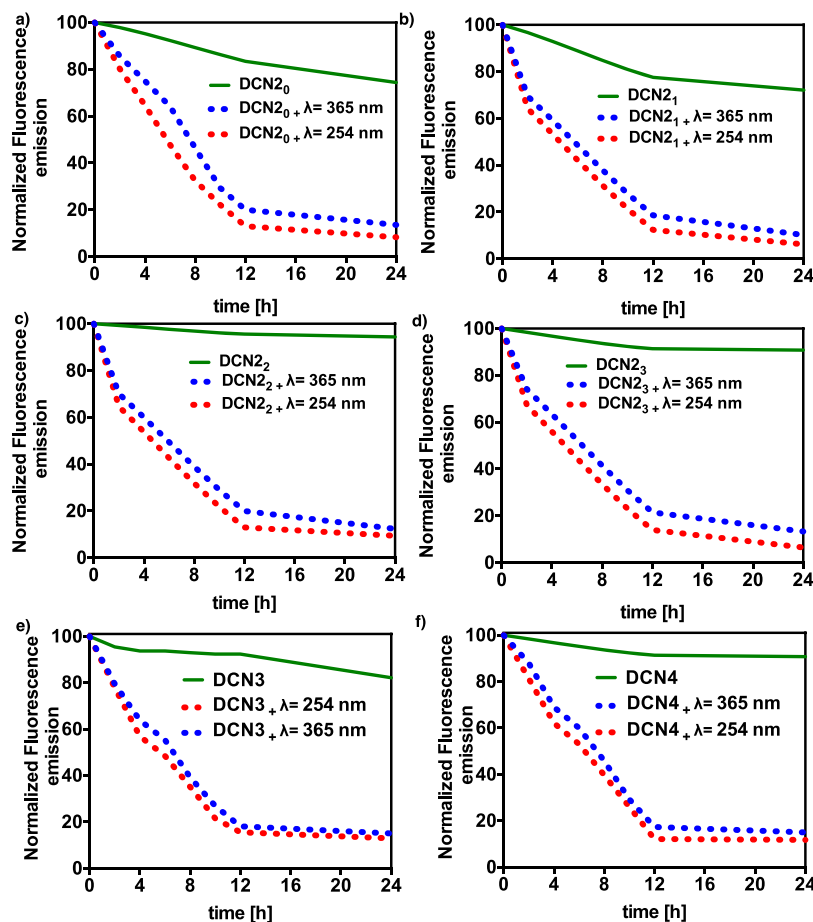 a)
Normalized Fluorescence
emission
100
80
60
40
20
0
DCN2₀
DCN2₀ + λ= 365 nm
DCN2₀ + λ= 254 nm
0 4 8 12 16 20 24
time [h]
b)
Normalized Fluorescence
emission
100
80
60
40
20
0
DCN2₁
DCN2₁ + λ= 365 nm
DCN2₁ + λ= 254 nm
0 4 8 12 16 20 24
time [h]
c)
Normalized Fluorescence
emission
100
80
60
40
20
0
DCN2₂
DCN2₂ + λ= 365 nm
DCN2₂ + λ= 254 nm
0 4 8 12 16 20 24
time [h]
d)
Normalized Fluorescence
emission
100
80
60
40
20
0
DCN2₃
DCN2₃ + λ= 365 nm
DCN2₃ + λ= 254 nm
0 4 8 12 16 20 24
time [h]
e)
Normalized Fluorescence
emission
100
80
60
40
20
0
DCN3
DCN3 + λ= 254 nm
DCN3 + λ= 365 nm
0 4 8 12 16 20 24
time [h]
f)
Normalized Fluorescence
emission
100
80
60
40
20
0
DCN4
DCN4 + λ= 365 nm
DCN4 + λ= 254 nm
0 4 8 12 16 20 24
time [h]